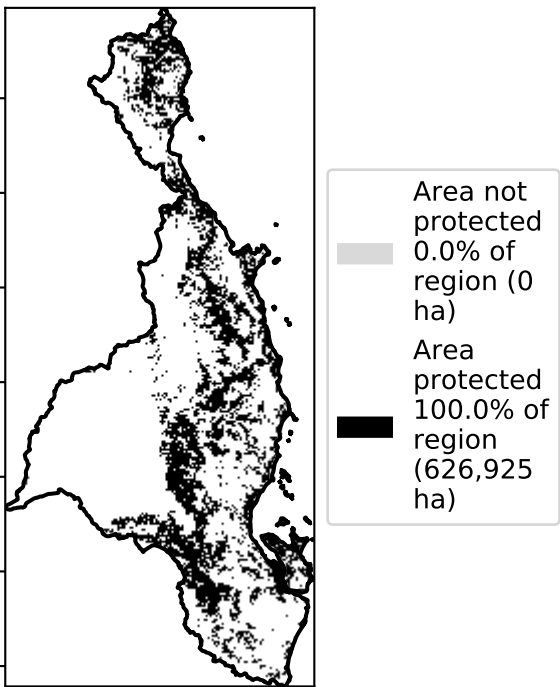 Area not
protected
0.0% of
region (0
ha)
Area
protected
100.0% of
region
(626,925
ha)